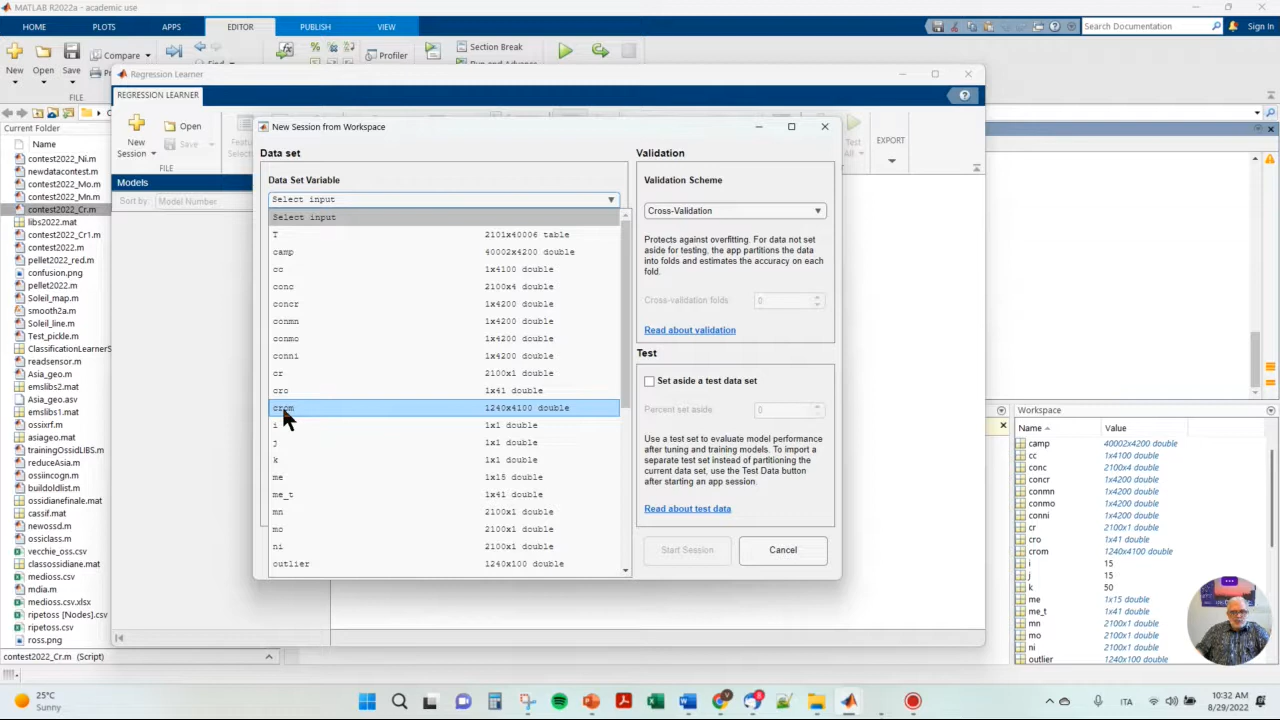 MATLAB R2022a - academic use
HOME PLOTS APPS EDITOR PUBLISH VIEW
Search Documentation
Sign In
New Open Save
Compare
Profiler
Section Break
FILE
Current Folder
Name
contest2022_Ni.m
newdatacontest.m
contest2022_Mo.m
contest2022_Mn.m
contest2022_Cr.m
libs2022.mat
contest2022_Cr1.m
contest2022.m
pellet2022_red.m
confusion.png
pellet2022.m
Soleil_map.m
smooth2a.m
Soleil_line.m
Test_pickle.m
ClassificationLearnerS
readsensor.m
Asia_geo.m
emslibs2.mat
Asia_geo.asv
emslibs1.mat
ossixrf.m
asiageo.mat
trainingOssidLIBS.m
reduceAsia.m
ossiincogn.m
buildoldlist.m
ossidianefinale.mat
cassif.mat
newossd.m
ossiclass.m
vecchie_oss.csv
classossidiane.mat
medioss.csv
mdia.m
medioss.csv.xlsx
ripetoss [Nodes].csv
ripetoss.csv
ross.png
contest2022_Cr.m (Script)
Regression Learner
REGRESSION LEARNER
New
Session
Open
Save
FILE
Test
All
EXPORT
Models
Sort by Model Number
New Session from Workspace
Data set
Data Set Variable
Select input
Select input
T 2101x40006 table
camp 40002x4200 double
cc 1x4100 double
conc 2100x4 double
concr 1x4200 double
conmn 1x4200 double
conmo 1x4200 double
conni 1x4200 double
cr 2100x1 double
cro 1x41 double
crom 1240x4100 double
i 1x1 double
j 1x1 double
k 1x1 double
me 1x15 double
me_t 1x41 double
mn 2100x1 double
mo 2100x1 double
ni 2100x1 double
outlier 1240x100 double
Validation
Validation Scheme
Cross-Validation
Protects against overfitting. For data not set
aside for testing, the app partitions the data
into folds and estimates the accuracy on each
fold.
Cross-validation folds 0
Read about validation
Test
Set aside a test data set
Percent set aside 0
Use a test set to evaluate model performance
after tuning and training models. To import a
separate test set instead of partitioning the
current data set, use the Test Data button
after starting an app session.
Read about test data
Start Session Cancel
Workspace
Name Value
camp 40002x4200 double
cc 1x4100 double
conc 2100x4 double
concr 1x4200 double
conmn 1x4200 double
conmo 1x4200 double
conni 1x4200 double
cr 2100x1 double
cro 1x41 double
crom 1240x4100 double
i 15
j 15
k 50
me 1x15 double
me_t 1x41 double
mn 2100x1 double
mo 2100x1 double
ni 2100x1 double
outlier 1240x100 double
25°C
Sunny
ITA
10:32 AM
8/29/2022